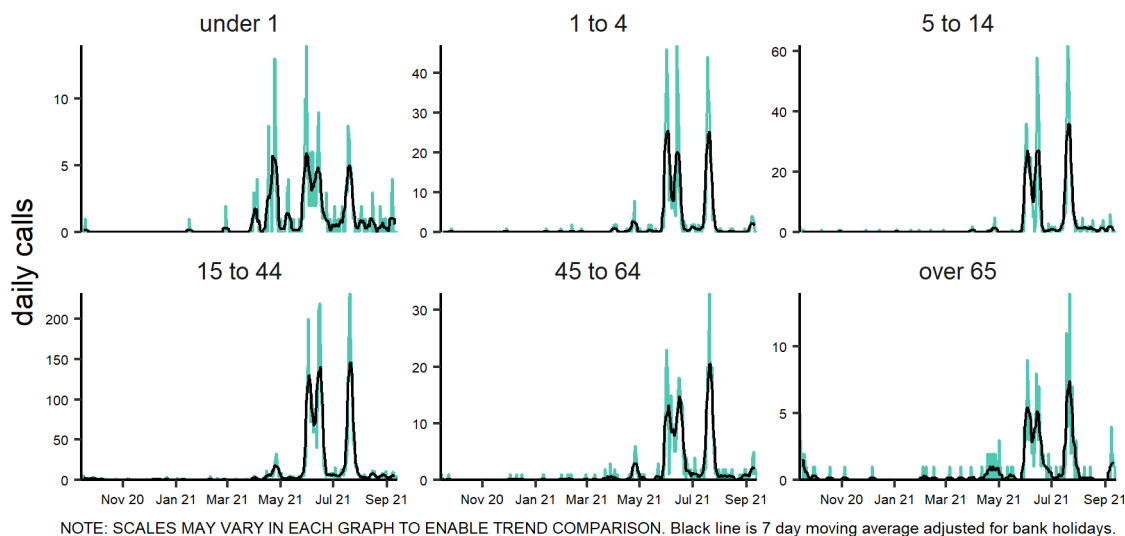 under 1
1 to 4
5 to 14
10
5
0
40
30
20
10
0
60
40
20
0
daily calls
15 to 44
45 to 64
over 65
200
150
100
50
0
30
20
10
0
10
5
0
Nov 20 Jan 21 Mar 21 May 21 Jul 21 Sep 21
Nov 20 Jan 21 Mar 21 May 21 Jul 21 Sep 21
Nov 20 Jan 21 Mar 21 May 21 Jul 21 Sep 21
NOTE: SCALES MAY VARY IN EACH GRAPH TO ENABLE TREND COMPARISON. Black line is 7 day moving average adjusted for bank holidays.